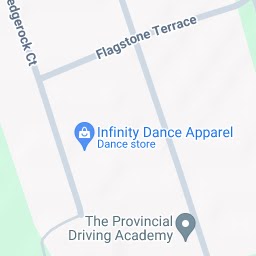 edgerock Ct
Flagstone Terrace
Infinity Dance Apparel
Dance store
The Provincial
Driving Academy